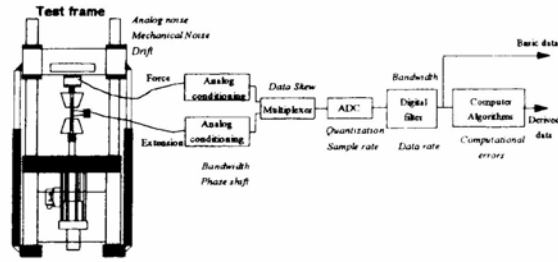 Test frame
Analog noise
Mechanical Noise
Drift
Force
Analog
conditioning
Extension
Analog
conditioning
Bandwidth
Phase shift
Data Skew
Multiplexor
ADC
Quantization
Sample rate
Bandwidth
Digital
filter
Data rate
Computer
Algorithms
Computational
errors
Basic data
Derived
data